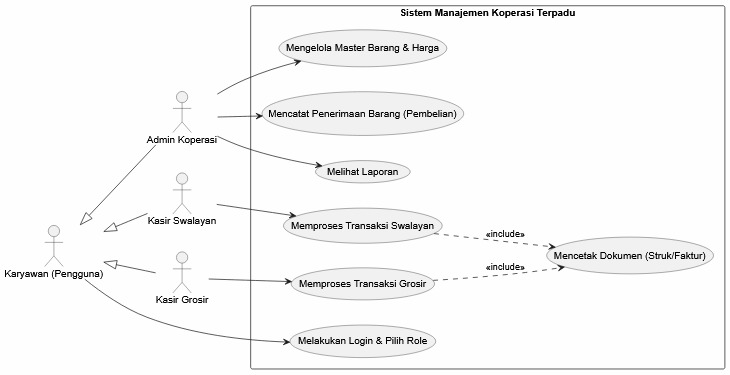 Sistem Manajemen Koperasi Terpadu
Mengelola Master Barang & Harga
Mencatat Penerimaan Barang (Pembelian)
Admin Koperasi
Melihat Laporan
Kasir Swalayan
Memproses Transaksi Swalayan
«include»
Mencetak Dokumen (Struk/Faktur)
Karyawan (Pengguna)
«include»
Kasir Grosir
Memproses Transaksi Grosir
Melakukan Login & Pilih Role